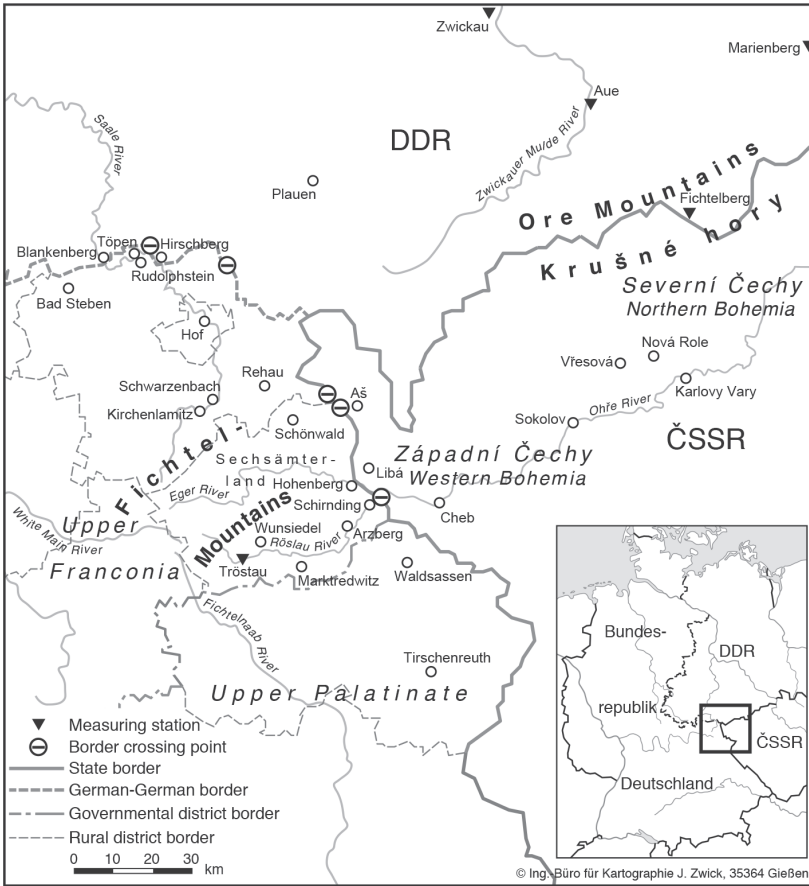 Zwickau
Marienberg
Aue
Saale River
DDR
Zwickauer Mulde River
Plauen
Ore Mountains
Fichtelberg
Krušné hory
Töpen
Hirschberg
Blankenberg
Rudolphstein
Bad Steben
Severní Čechy
Northern Bohemia
Hof
Nová Role
Vřesová
Rehau
Aš
Karlovy Vary
Schwarzenbach
Kirchenlamitz
Ohře River
Sokolov
Schönwald
ČSSR
Fichtel-
Mountains
Západní Čechy
Western Bohemia
Sechsämter-
land
Libá
Hohenberg
Eger River
Schirnding
Cheb
White Main River
Upper
Franconia
Wunsiedel
Röslau River
Arzberg
Tröstau
Marktredwitz
Waldsassen
Fichtelnaab River
Tirschenreuth
Upper Palatinate
Measuring station
Border crossing point
State border
German-German border
Governmental district border
Rural district border
0 10 20 30 km
Bundes-
republik
Deutschland
DDR
ČSSR
© Ing.-Büro für Kartographie J. Zwick, 35364 Gießen